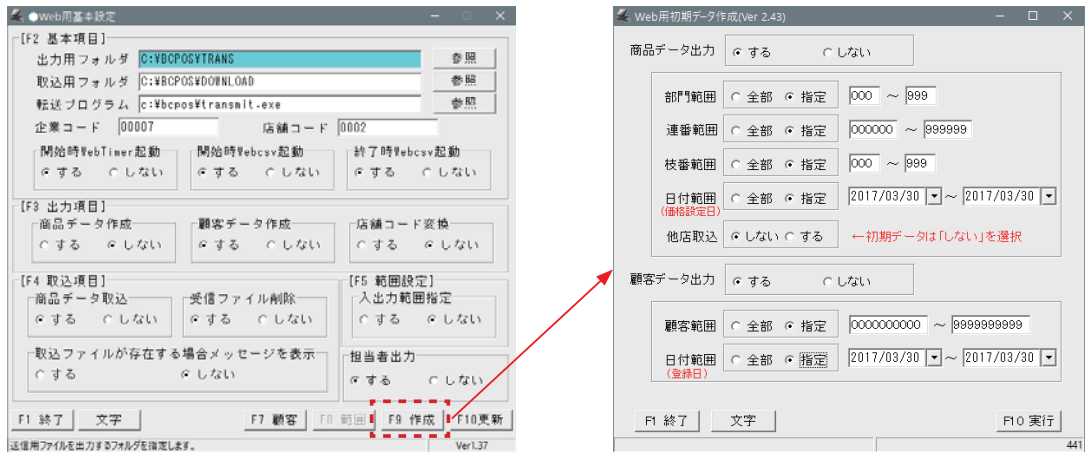 ●Web用基本設定
[F2 基本項目]
出力用フォルダ C:¥BCPOS¥TRANS 参照
取込用フォルダ C:¥BCPOS¥DOWNLOAD 参照
転送プログラム c:¥bcpos¥transmit.exe 参照
企業コード 00007 店舗コード 0002
開始時WebTimer起動 開始時Webcsv起動 終了時Webcsv起動
する しない する しない する しない
[F3 出力項目]
商品データ作成 顧客データ作成 店舗コード変換
する しない する しない する しない
[F4 取込項目] [F5 範囲設定]
商品データ取込 受信ファイル削除 入出力範囲指定
する しない する しない する しない
取込ファイルが存在する場合メッセージを表示 担当者出力
する しない する しない
F1 終了 文字 F7 顧客 F8 範囲 F9 作成 F10更新
送信用ファイルを出力するフォルダを指定します。 Ver1.37
Web用初期データ作成(Ver 2.43)
商品データ出力 する しない
部門範囲 全部 指定 000 ～ 999
連番範囲 全部 指定 000000 ～ 999999
枝番範囲 全部 指定 000 ～ 999
日付範囲 全部 指定 2017/03/30 ～ 2017/03/30
(価格設定日)
他店取込 しない する ←初期データは「しない」を選択
顧客データ出力 する しない
顧客範囲 全部 指定 0000000000 ～ 9999999999
日付範囲 全部 指定 2017/03/30 ～ 2017/03/30
(登録日)
F1 終了 文字 F10 実行
441